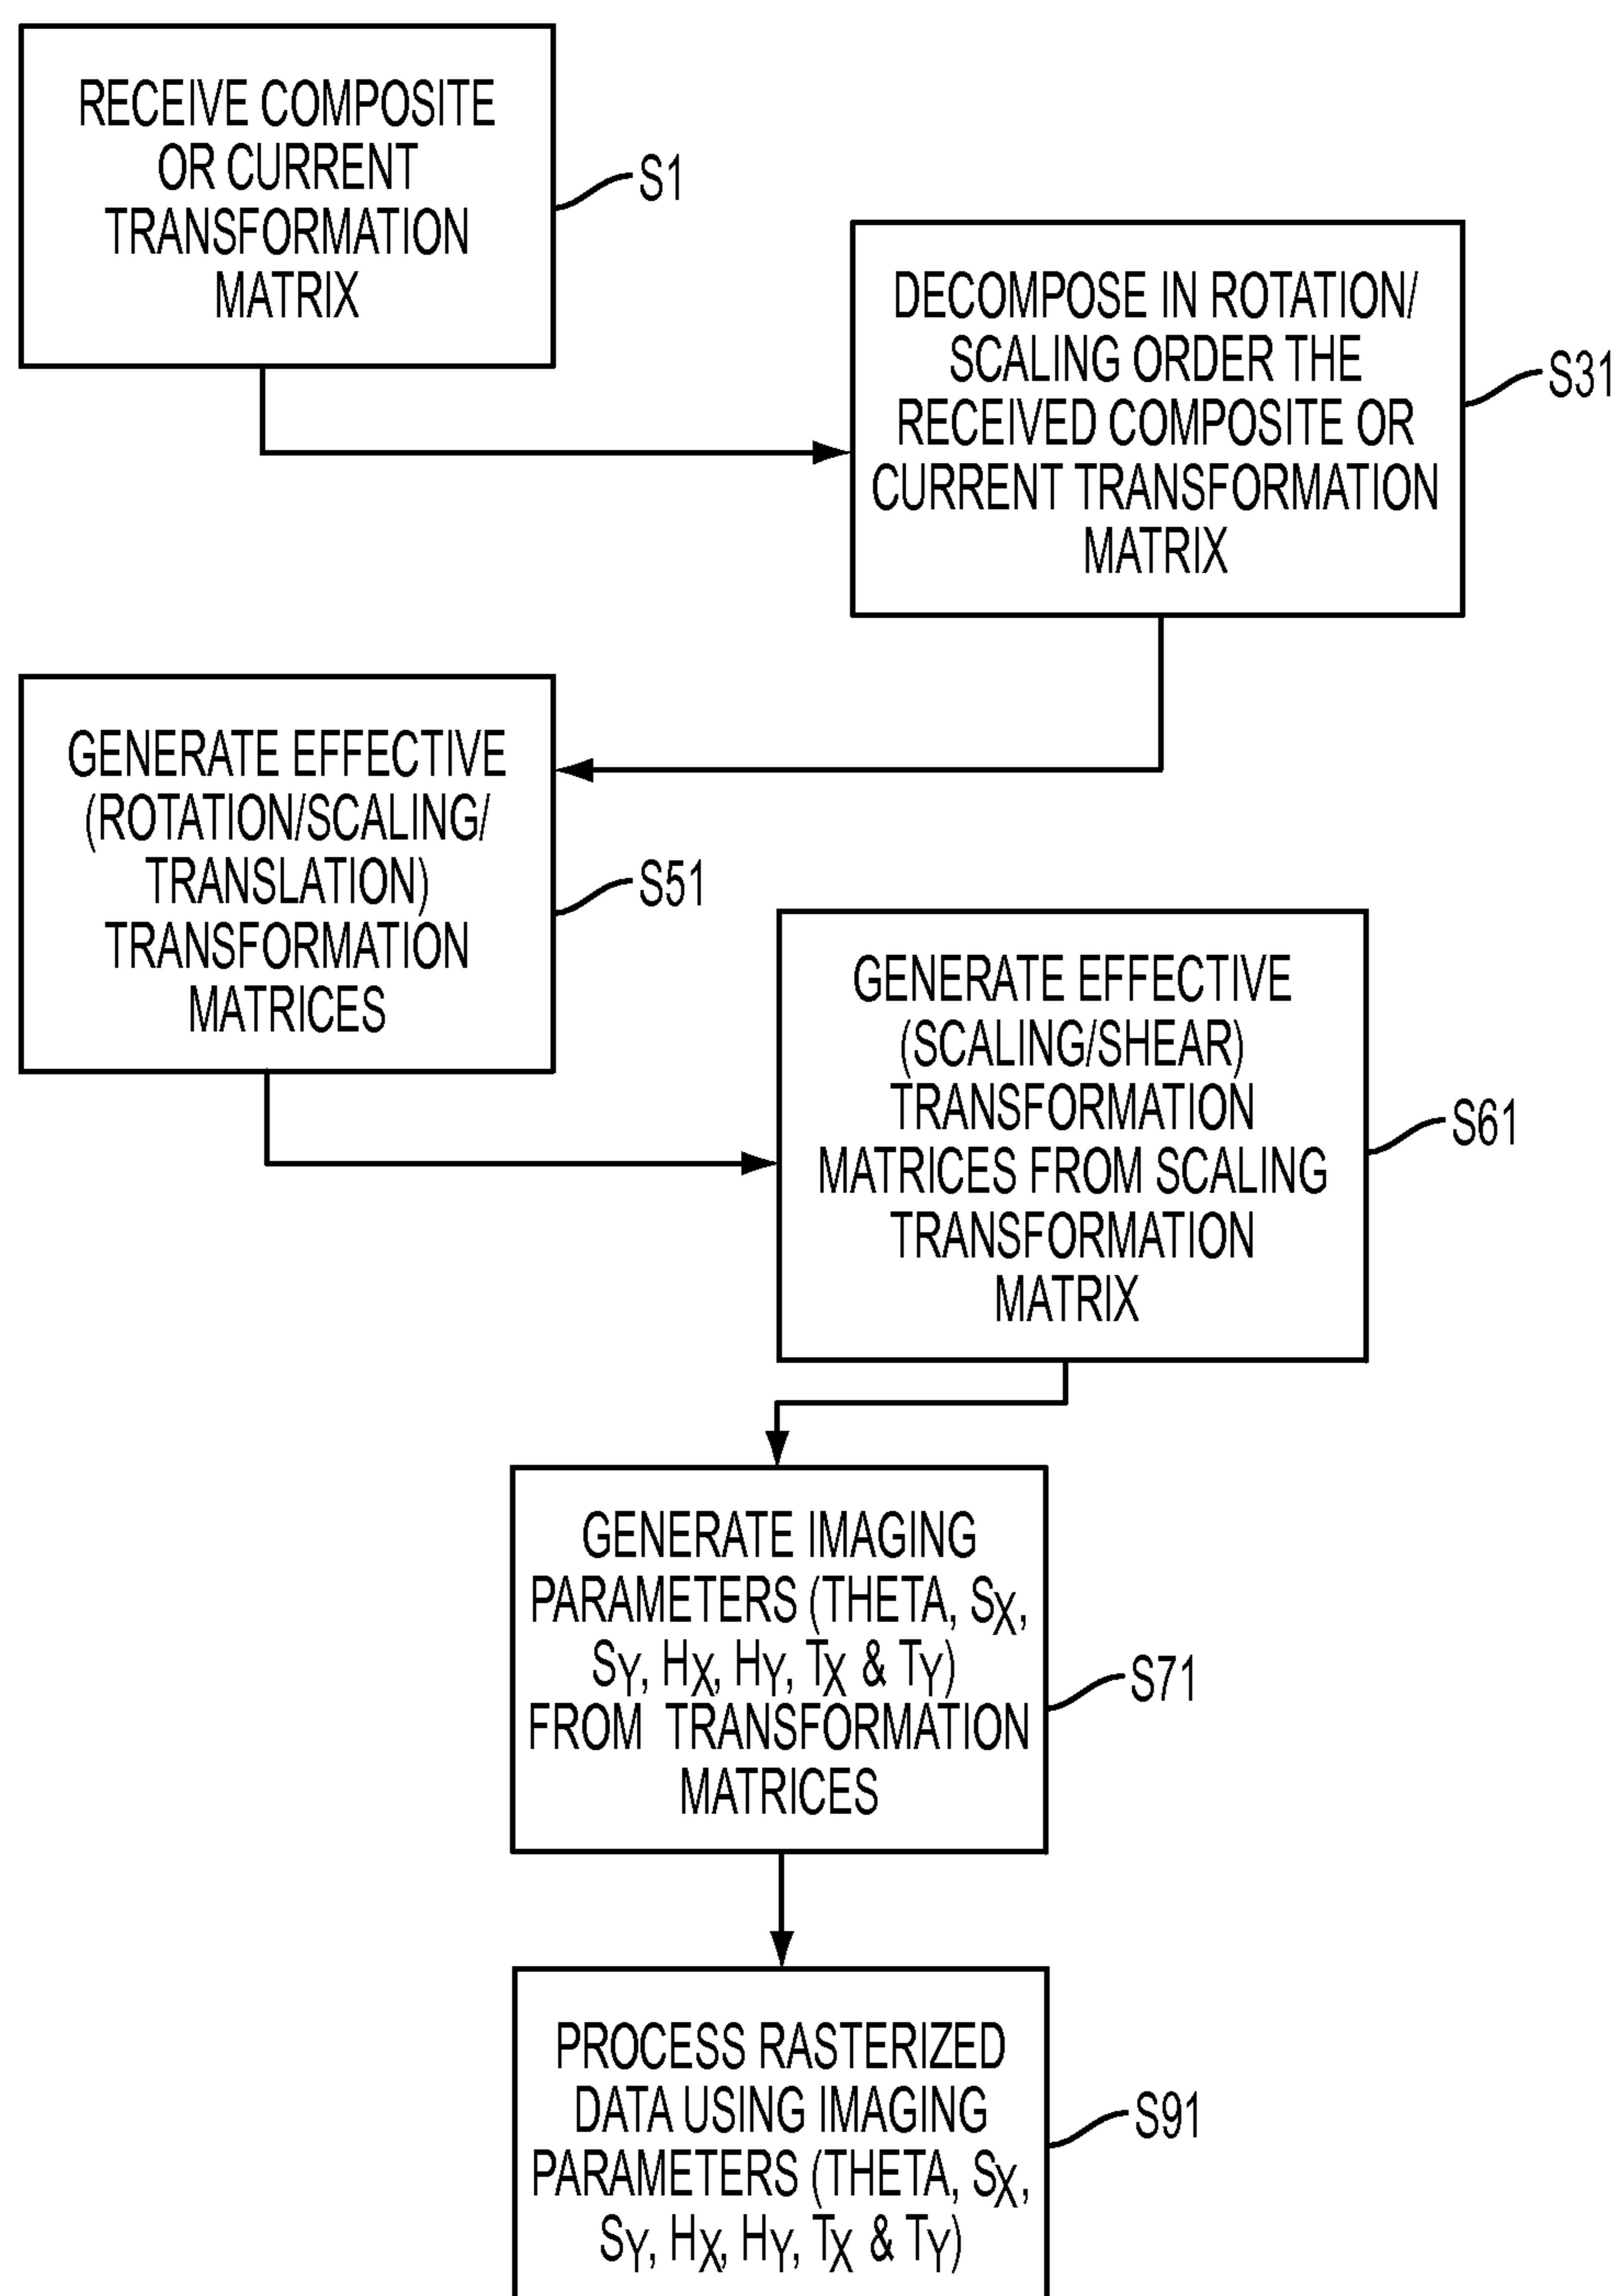 RECEIVE COMPOSITE
OR CURRENT
TRANSFORMATION
MATRIX
S1
DECOMPOSE IN ROTATION/
SCALING ORDER THE
RECEIVED COMPOSITE OR
CURRENT TRANSFORMATION
MATRIX
S31
GENERATE EFFECTIVE
(ROTATION/SCALING/
TRANSLATION)
TRANSFORMATION
MATRICES
S51
GENERATE EFFECTIVE
(SCALING/SHEAR)
TRANSFORMATION
MATRICES FROM SCALING
TRANSFORMATION
MATRIX
S61
GENERATE IMAGING
PARAMETERS (THETA, SX,
SY, HX, HY, TX & TY)
FROM TRANSFORMATION
MATRICES
S71
PROCESS RASTERIZED
DATA USING IMAGING
PARAMETERS (THETA, SX,
SY, HX, HY, TX & TY)
S91